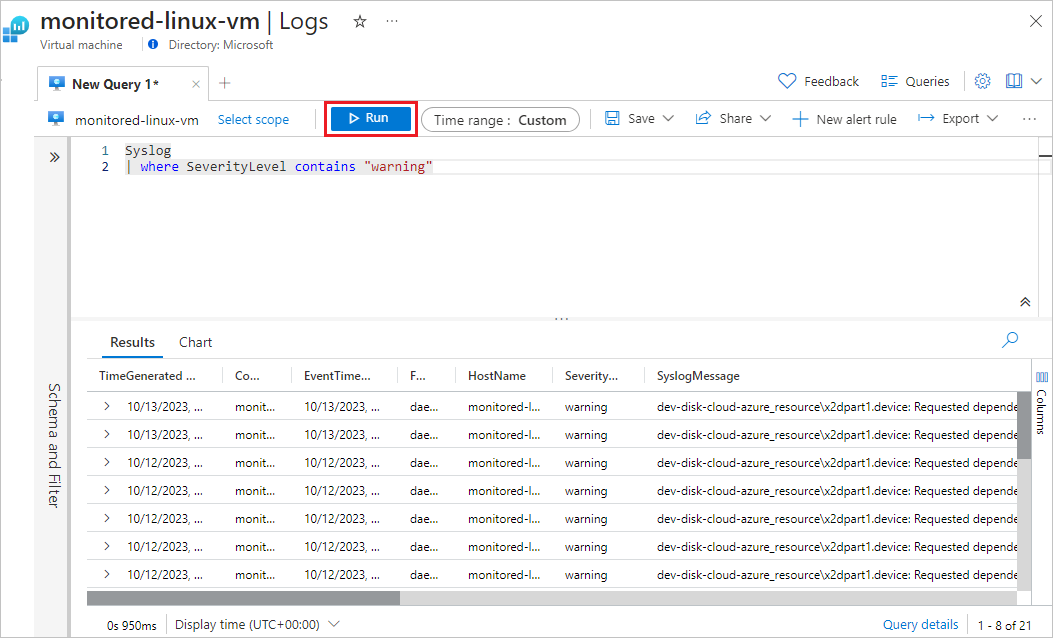 monitored-linux-vm | Logs ☆ ...
Virtual machine Directory: Microsoft
New Query 1* × +
Feedback Queries
monitored-linux-vm Select scope Run Time range : Custom Save Share New alert rule Export ...
1 Syslog
2 | where SeverityLevel contains "warning"
Schema and Filter
Results Chart
TimeGenerated ... Co... EventTime... F... HostName Severity... SyslogMessage
10/13/2023, ... monit... 10/13/2023, ... dae... monitored-l... warning dev-disk-cloud-azure_resource\x2dpart1.device: Requested depende
10/13/2023, ... monit... 10/13/2023, ... dae... monitored-l... warning dev-disk-cloud-azure_resource\x2dpart1.device: Requested depende
10/12/2023, ... monit... 10/12/2023, ... dae... monitored-l... warning dev-disk-cloud-azure_resource\x2dpart1.device: Requested depende
10/12/2023, ... monit... 10/12/2023, ... dae... monitored-l... warning dev-disk-cloud-azure_resource\x2dpart1.device: Requested depende
10/12/2023, ... monit... 10/12/2023, ... dae... monitored-l... warning dev-disk-cloud-azure_resource\x2dpart1.device: Requested depende
10/12/2023, ... monit... 10/12/2023, ... dae... monitored-l... warning dev-disk-cloud-azure_resource\x2dpart1.device: Requested depende
10/12/2023, ... monit... 10/12/2023, ... dae... monitored-l... warning dev-disk-cloud-azure_resource\x2dpart1.device: Requested depende
Columns
0s 950ms Display time (UTC+00:00) Query details 1 - 8 of 21